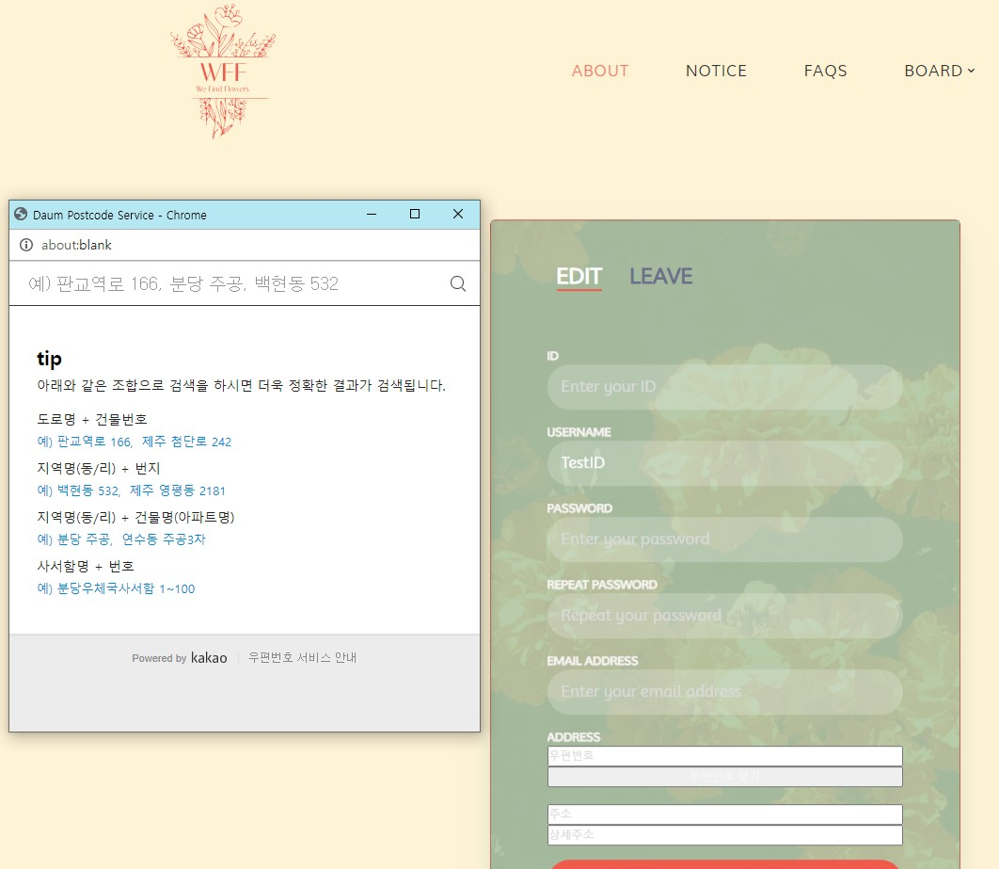 WFF
We Find Flowers
ABOUT
NOTICE
FAQS
BOARD
Daum Postcode Service - Chrome
about:blank
예) 판교역로 166, 분당 주공, 백현동 532
tip
아래와 같은 조합으로 검색을 하시면 더욱 정확한 결과가 검색됩니다.
도로명 + 건물번호
예) 판교역로 166, 제주 첨단로 242
지역명(동/리) + 번지
예) 백현동 532, 제주 영평동 2181
지역명(동/리) + 건물명(아파트명)
예) 분당 주공, 연수동 주공3차
사서함명 + 번호
예) 분당우체국사서함 1~100
Powered by kakao
우편번호 서비스 안내
EDIT
LEAVE
ID
Enter your ID
USERNAME
TestID
PASSWORD
Enter your password
REPEAT PASSWORD
Repeat your password
EMAIL ADDRESS
Enter your email address
ADDRESS
우편번호
우편번호 찾기
주소
상세주소